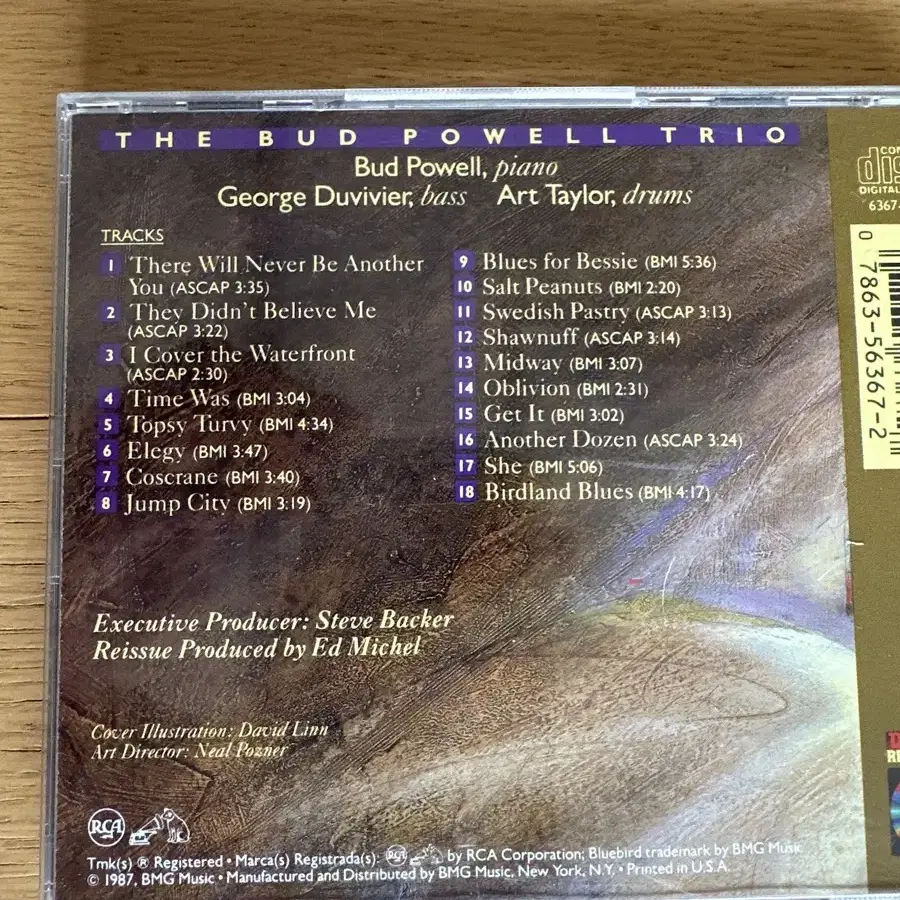 THE BUD POWELL TRIO
Bud Powell, piano
George Duvivier, bass Art Taylor, drums
TRACKS
1 There Will Never Be Another
You (ASCAP 3:35)
2 They Didn't Believe Me
(ASCAP 3:22)
3 I Cover the Waterfront
(ASCAP 2:30)
4 Time Was (BMI 3:04)
5 Topsy Turvy (BMI 4:34)
6 Elegy (BMI 3:47)
7 Coscrane (BMI 3:40)
8 Jump City (BMI 3:19)
9 Blues for Bessie (BMI 5:36)
10 Salt Peanuts (BMI 2:20)
11 Swedish Pastry (ASCAP 3:13)
12 Shawnuff (ASCAP 3:14)
13 Midway (BMI 3:07)
14 Oblivion (BMI 2:31)
15 Get It (BMI 3:02)
16 Another Dozen (ASCAP 3:24)
17 She (BMI 5:06)
18 Birdland Blues (BMI 4:17)
Executive Producer: Steve Backer
Reissue Produced by Ed Michel
Cover Illustration: David Linn
Art Director: Neal Pozner
RCA
Tmk(s) ® Registered • Marca(s) Registrada(s): RCA by RCA Corporation; Bluebird trademark by BMG Music
© 1987, BMG Music • Manufactured and Distributed by BMG Music, New York, N.Y. • Printed in U.S.A.
DIGITAL
6367-
0 7863-56367-2